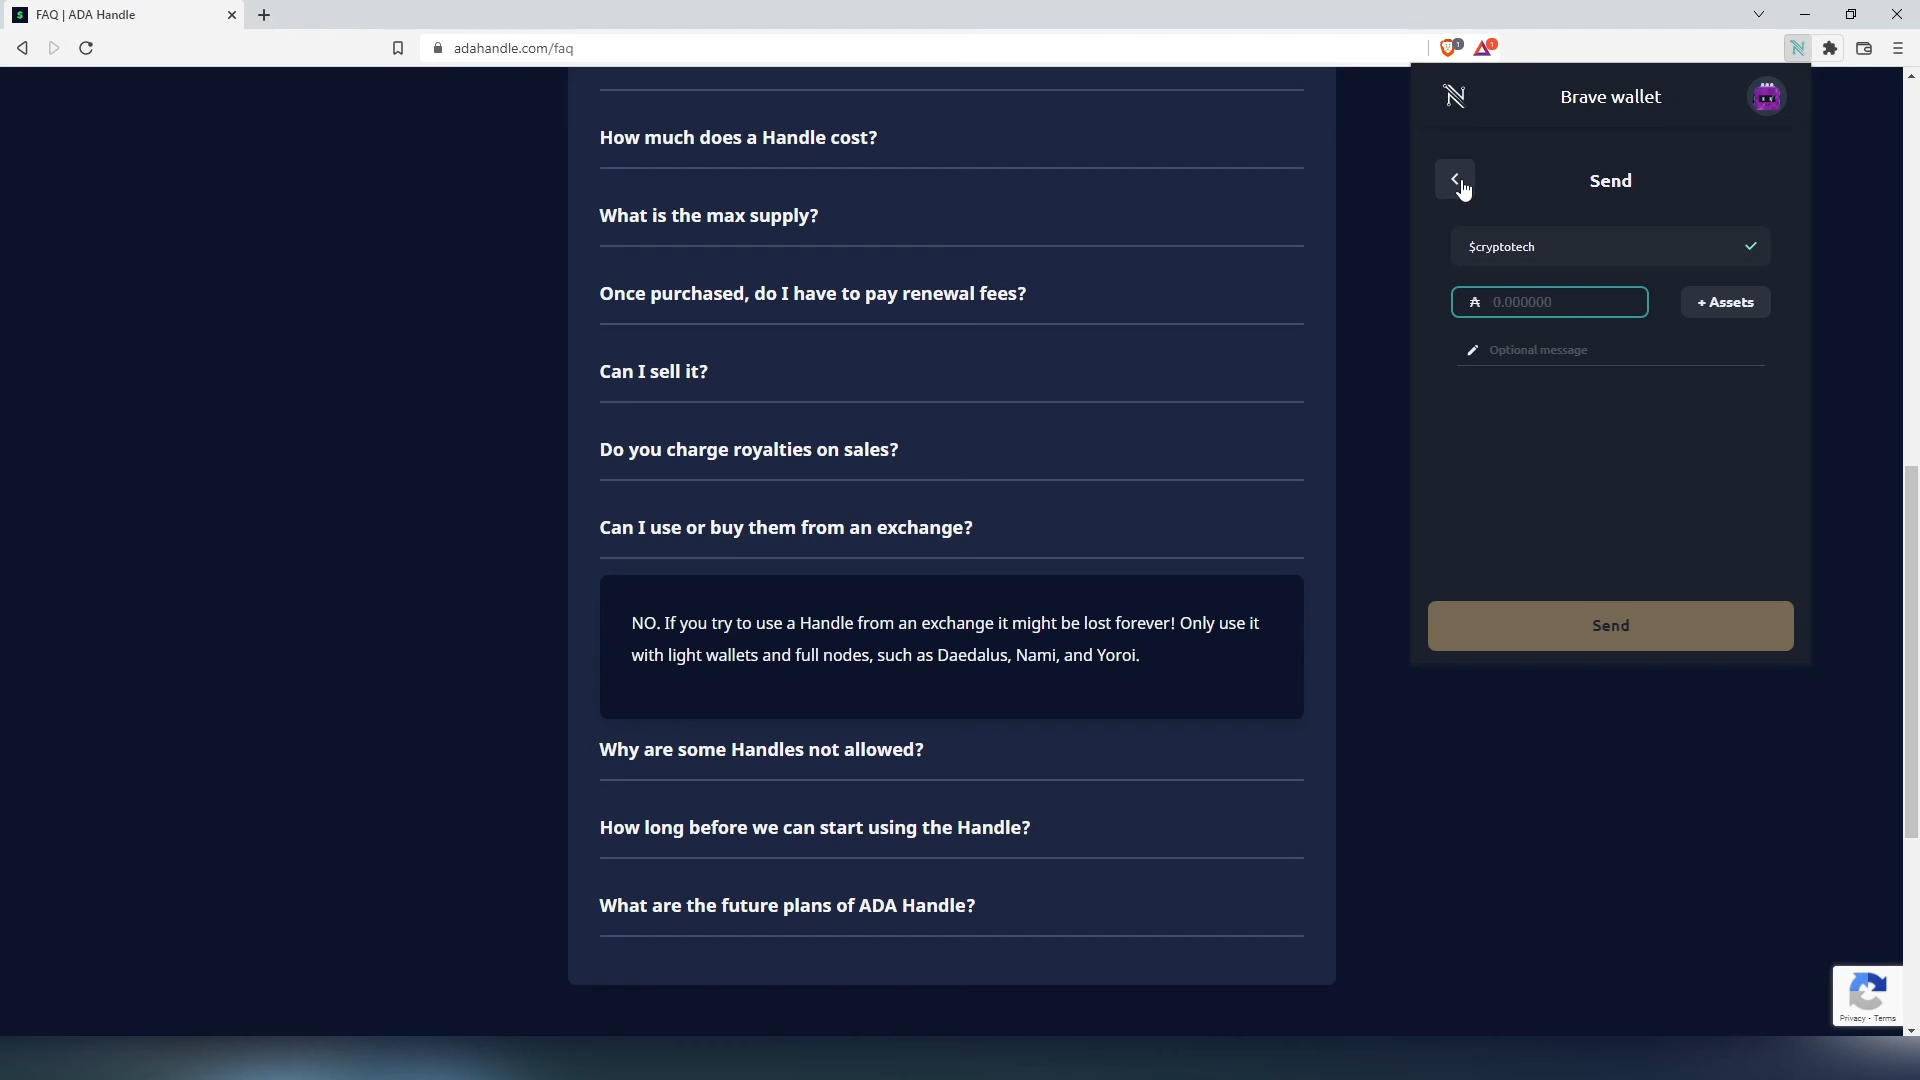 FAQ | ADA Handle
adahandle.com/faq
1
1
Brave wallet
How much does a Handle cost?
What is the max supply?
Once purchased, do I have to pay renewal fees?
Can I sell it?
Do you charge royalties on sales?
Can I use or buy them from an exchange?
NO. If you try to use a Handle from an exchange it might be lost forever! Only use it
with light wallets and full nodes, such as Daedalus, Nami, and Yoroi.
Why are some Handles not allowed?
How long before we can start using the Handle?
What are the future plans of ADA Handle?
Send
$cryptotech
₳ 0.000000
+ Assets
Optional message
Send
Privacy - Terms